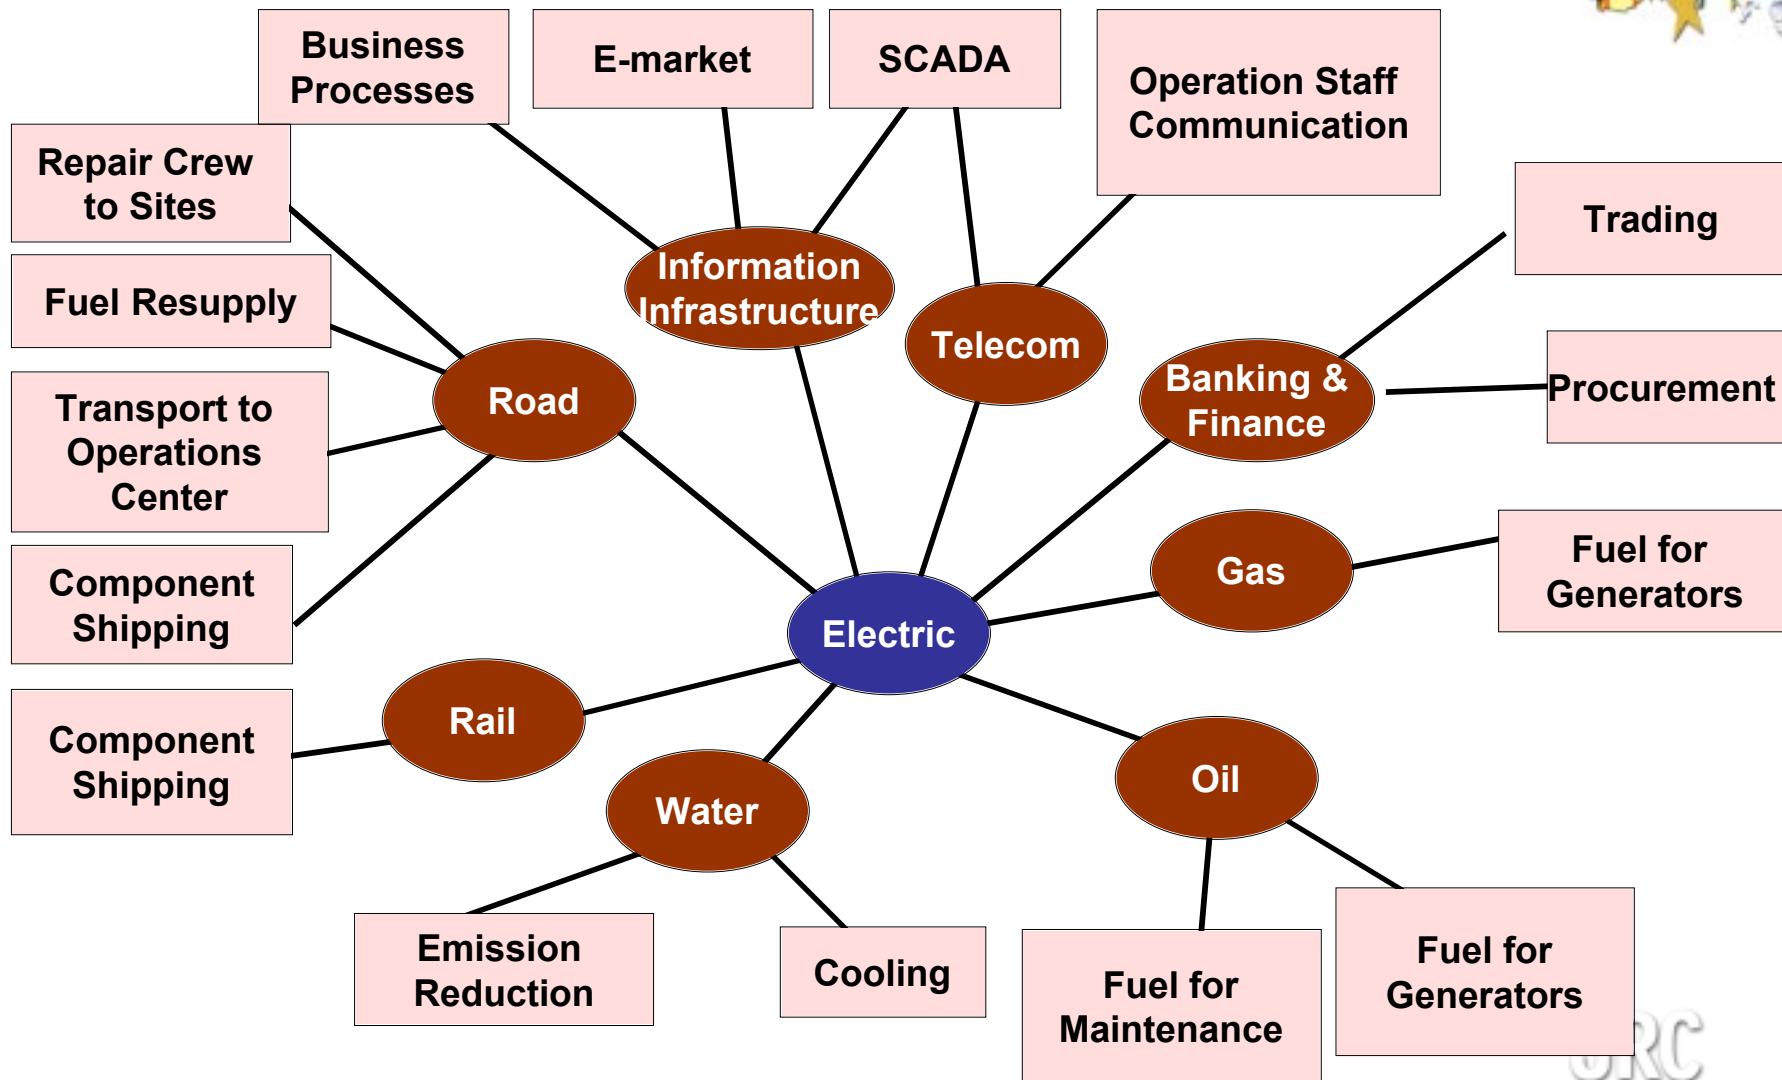 Business
Processes
E-market
SCADA
Operation Staff
Communication
Repair Crew
to Sites
Trading
Information
Infrastructure
Fuel Resupply
Telecom
Road
Banking &
Finance
Procurement
Transport to
Operations
Center
Gas
Fuel for
Generators
Component
Shipping
Electric
Rail
Component
Shipping
Oil
Water
Emission
Reduction
Cooling
Fuel for
Maintenance
Fuel for
Generators